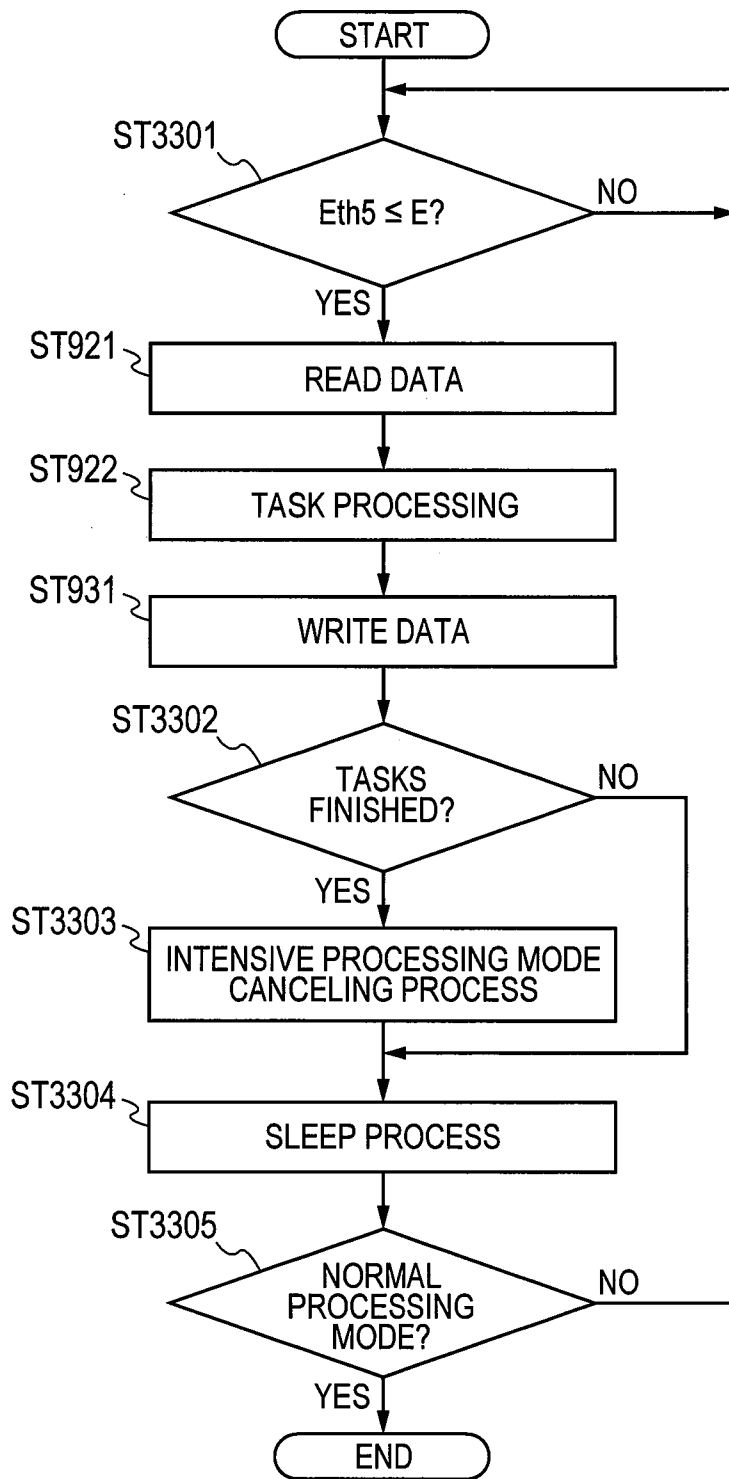 START
ST3301
Eth5 ≤ E?
NO
YES
ST921
READ DATA
ST922
TASK PROCESSING
ST931
WRITE DATA
ST3302
TASKS
FINISHED?
NO
YES
ST3303
INTENSIVE PROCESSING MODE
CANCELING PROCESS
ST3304
SLEEP PROCESS
ST3305
NORMAL
PROCESSING
MODE?
NO
YES
END